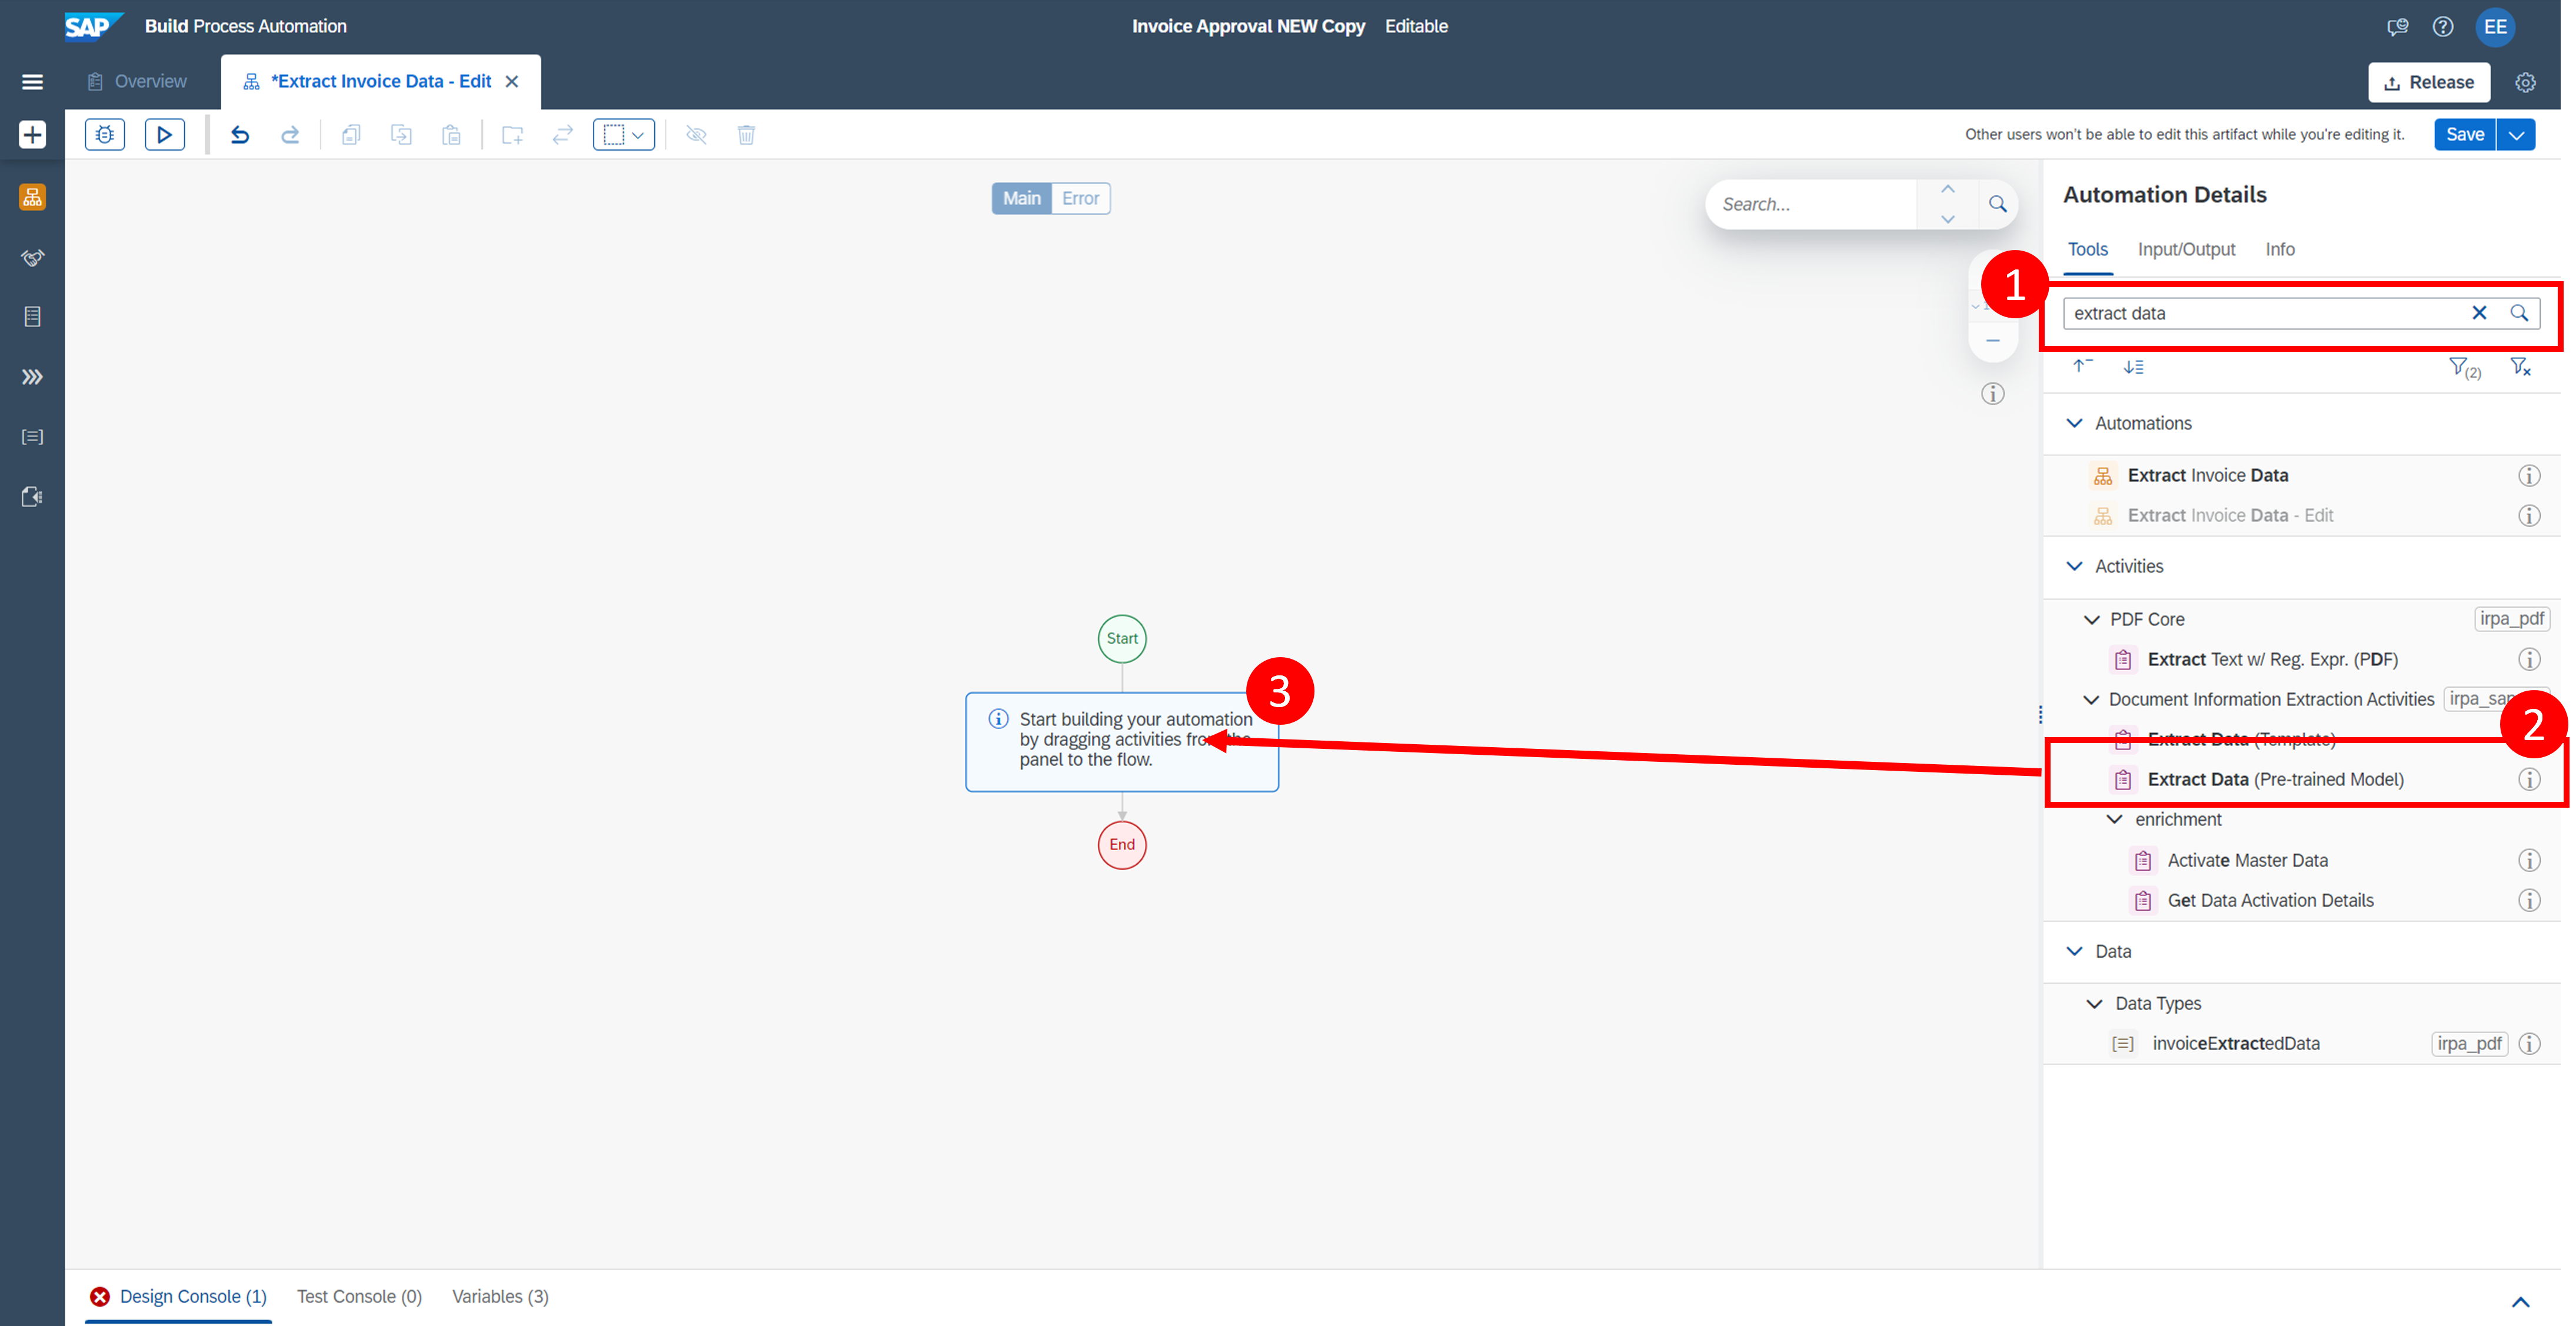 SAP Build Process Automation
Invoice Approval NEW Copy Editable
EE
Overview
*Extract Invoice Data - Edit
Release
Other users won't be able to edit this artifact while you're editing it.
Save
Main Error
Search...
Automation Details
Tools Input/Output Info
1
extract data
(2)
Automations
Extract Invoice Data
Extract Invoice Data - Edit
Activities
PDF Core irpa_pdf
Extract Text w/ Reg. Expr. (PDF)
Document Information Extraction Activities
2
Extract Data (Template)
Extract Data (Pre-trained Model)
enrichment
Activate Master Data
Get Data Activation Details
Data
Data Types
invoiceExtractedData irpa_pdf
Start
3
Start building your automation
by dragging activities from the
panel to the flow.
End
Design Console (1) Test Console (0) Variables (3)